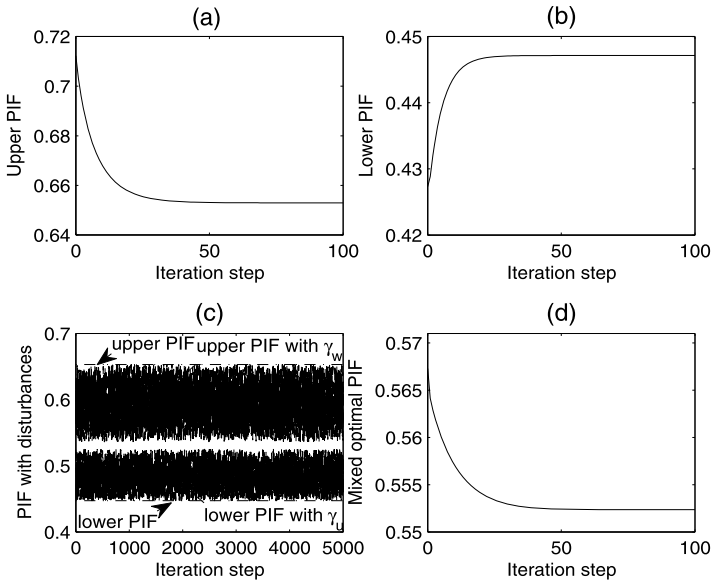 (a)
Upper PIF
0.72
0.7
0.68
0.66
0.64
0
50
100
Iteration step
(b)
Lower PIF
0.45
0.44
0.43
0.42
0
50
100
Iteration step
(c)
PIF with disturbances
0.7
0.6
0.5
0.4
upper PIF
upper PIF with γw
lower PIF
lower PIF with γu
0
1000
2000
3000
4000
5000
Iteration step
(d)
Mixed optimal PIF
0.57
0.565
0.56
0.555
0.55
0
50
100
Iteration step